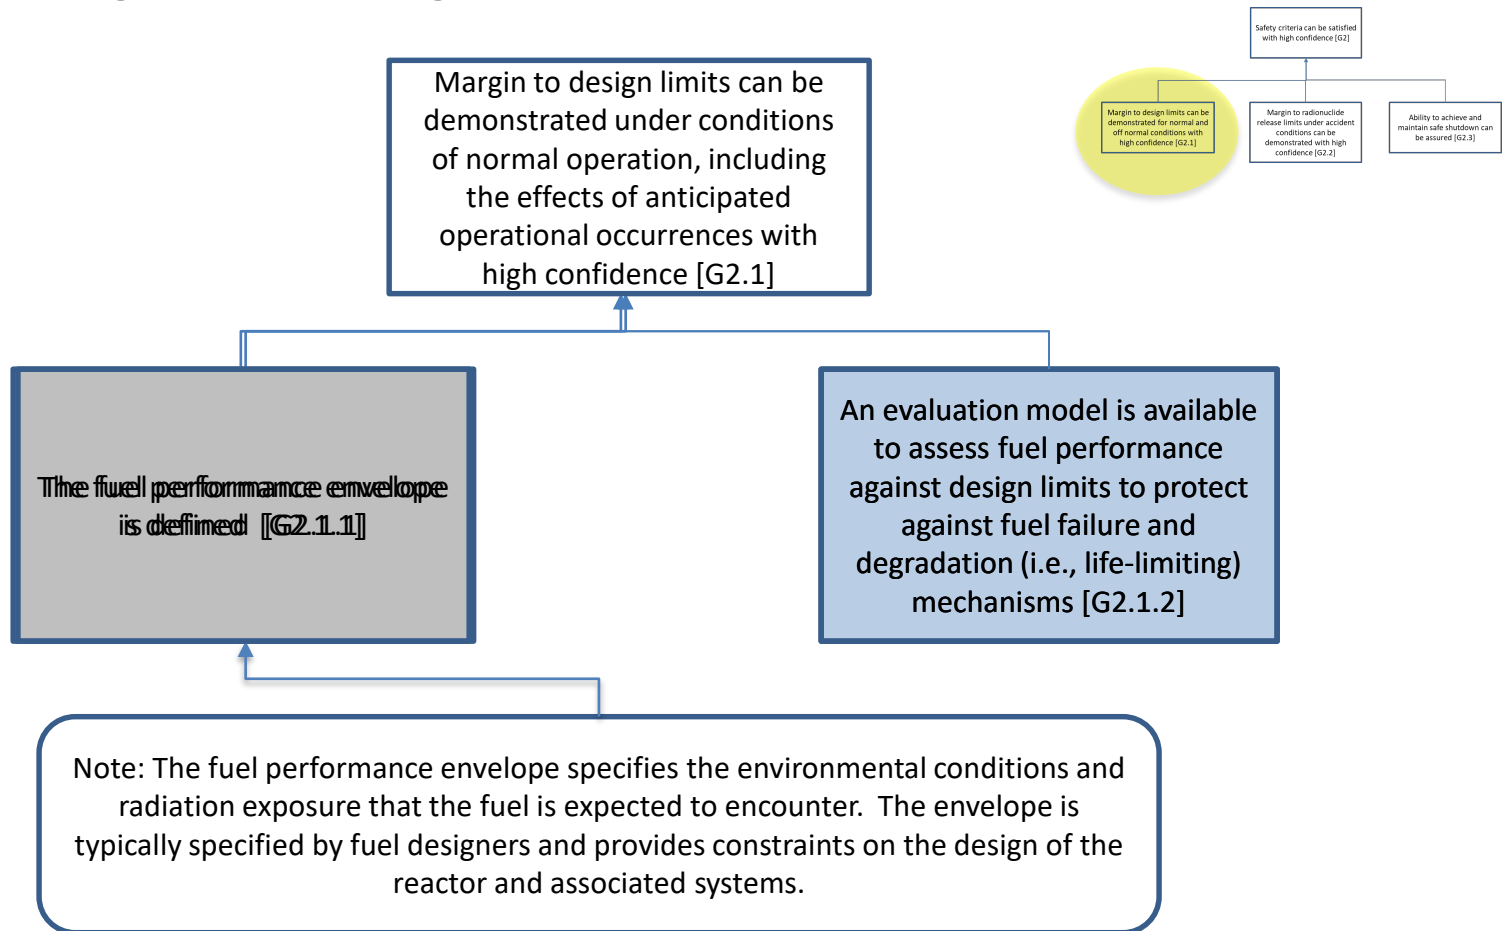 Safety criteria can be satisfied
with high confidence [G2]
Margin to design limits can be
demonstrated for normal and
off normal conditions with
high confidence [G2.1]
Margin to radionuclide
release limits under accident
conditions can be
demonstrated with high
confidence [G2.2]
Ability to achieve and
maintain safe shutdown can
be assured [G2.3]
Margin to design limits can be
demonstrated under conditions
of normal operation, including
the effects of anticipated
operational occurrences with
high confidence [G2.1]
The fuel performance envelope
is defined [G2.1.1]
An evaluation model is available
to assess fuel performance
against design limits to protect
against fuel failure and
degradation (i.e., life-limiting)
mechanisms [G2.1.2]
Note: The fuel performance envelope specifies the environmental conditions and
radiation exposure that the fuel is expected to encounter. The envelope is
typically specified by fuel designers and provides constraints on the design of the
reactor and associated systems.